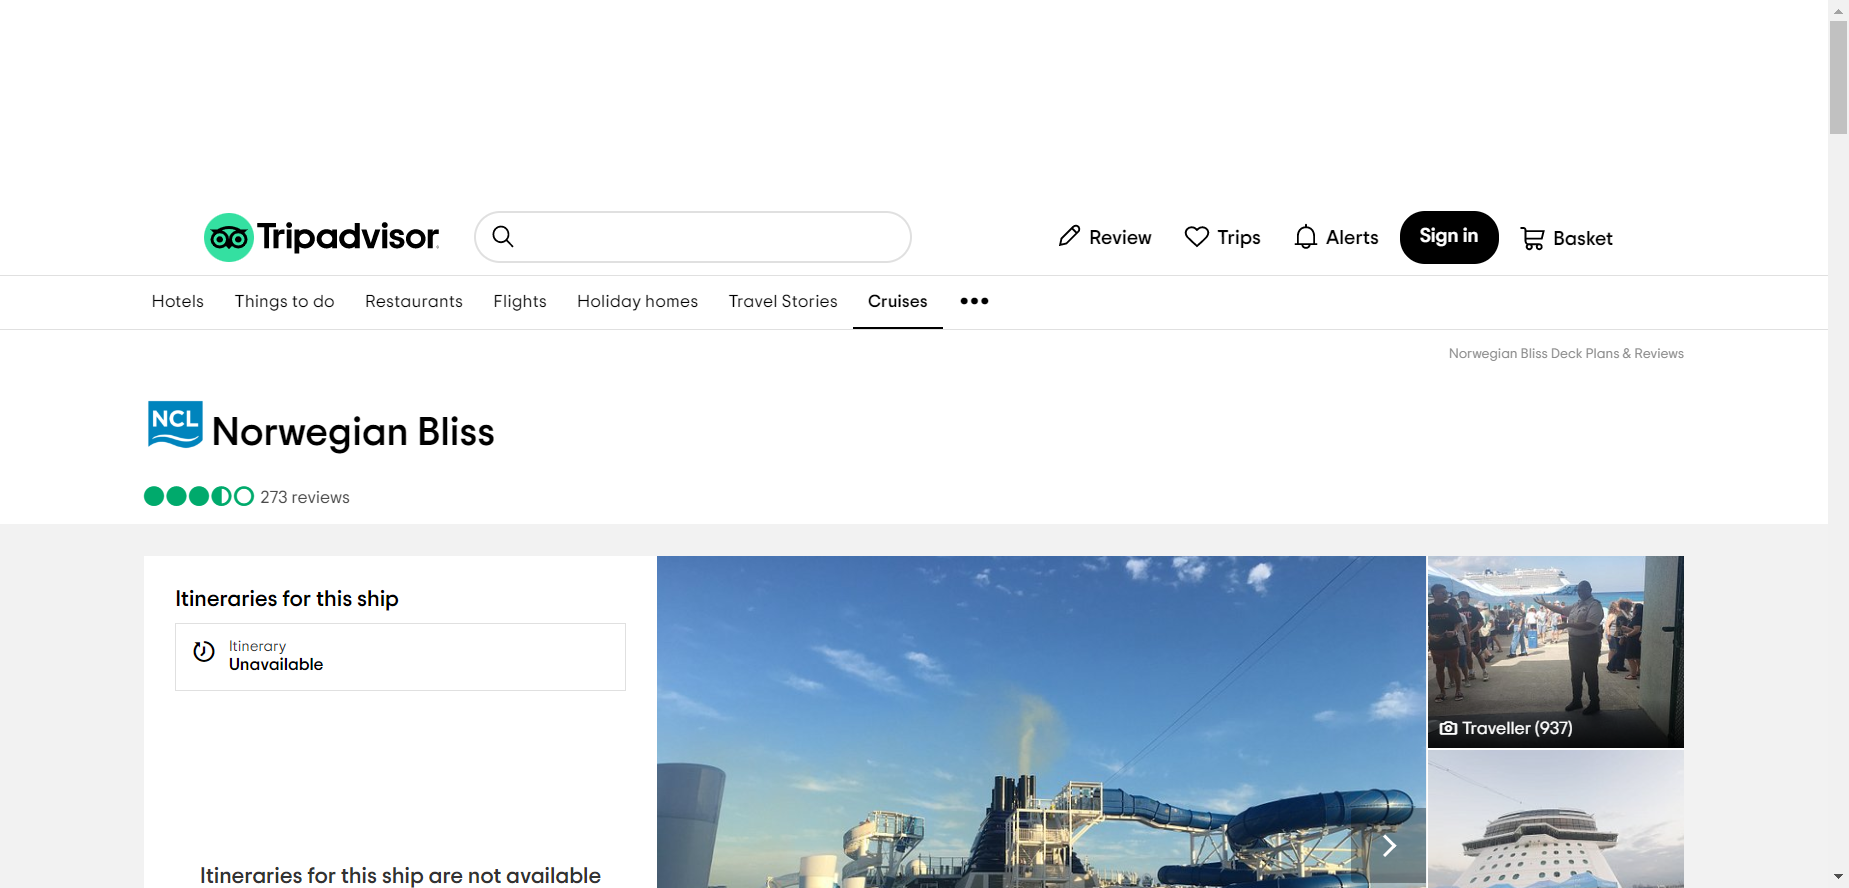 Tripadvisor
Review
Trips
Alerts
Sign in
Basket
Hotels
Things to do
Restaurants
Flights
Holiday homes
Travel Stories
Cruises
Norwegian Bliss Deck Plans & Reviews
NCL
Norwegian Bliss
273 reviews
Itineraries for this ship
Itinerary
Unavailable
Traveller (937)
Itineraries for this ship are not available